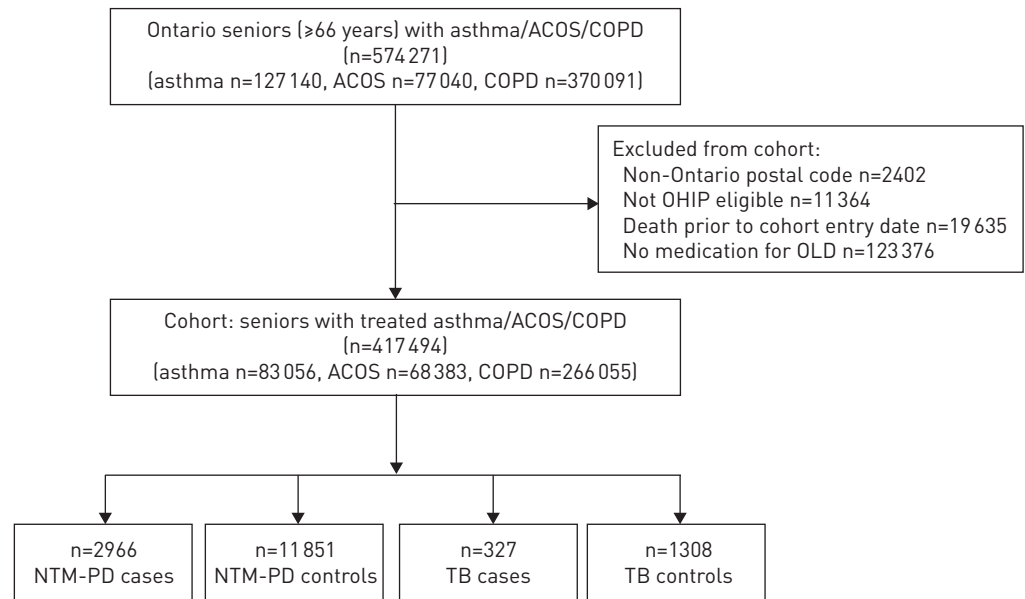 Ontario seniors (≥66 years) with asthma/ACOS/COPD
(n=574 271)
(asthma n=127 140, ACOS n=77 040, COPD n=370 091)
Excluded from cohort:
Non-Ontario postal code n=2402
Not OHIP eligible n=11 364
Death prior to cohort entry date n=19 635
No medication for OLD n=123 376
Cohort: seniors with treated asthma/ACOS/COPD
(n=417 494)
(asthma n=83 056, ACOS n=68 383, COPD n=266 055)
n=2966
NTM-PD cases
n=11 851
NTM-PD controls
n=327
TB cases
n=1308
TB controls